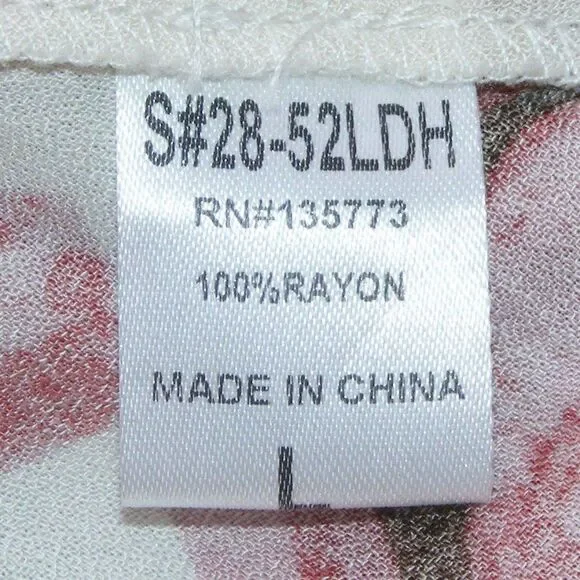 S#28-52LDH
RN#135773
100%RAYON
MADE IN CHINA
L